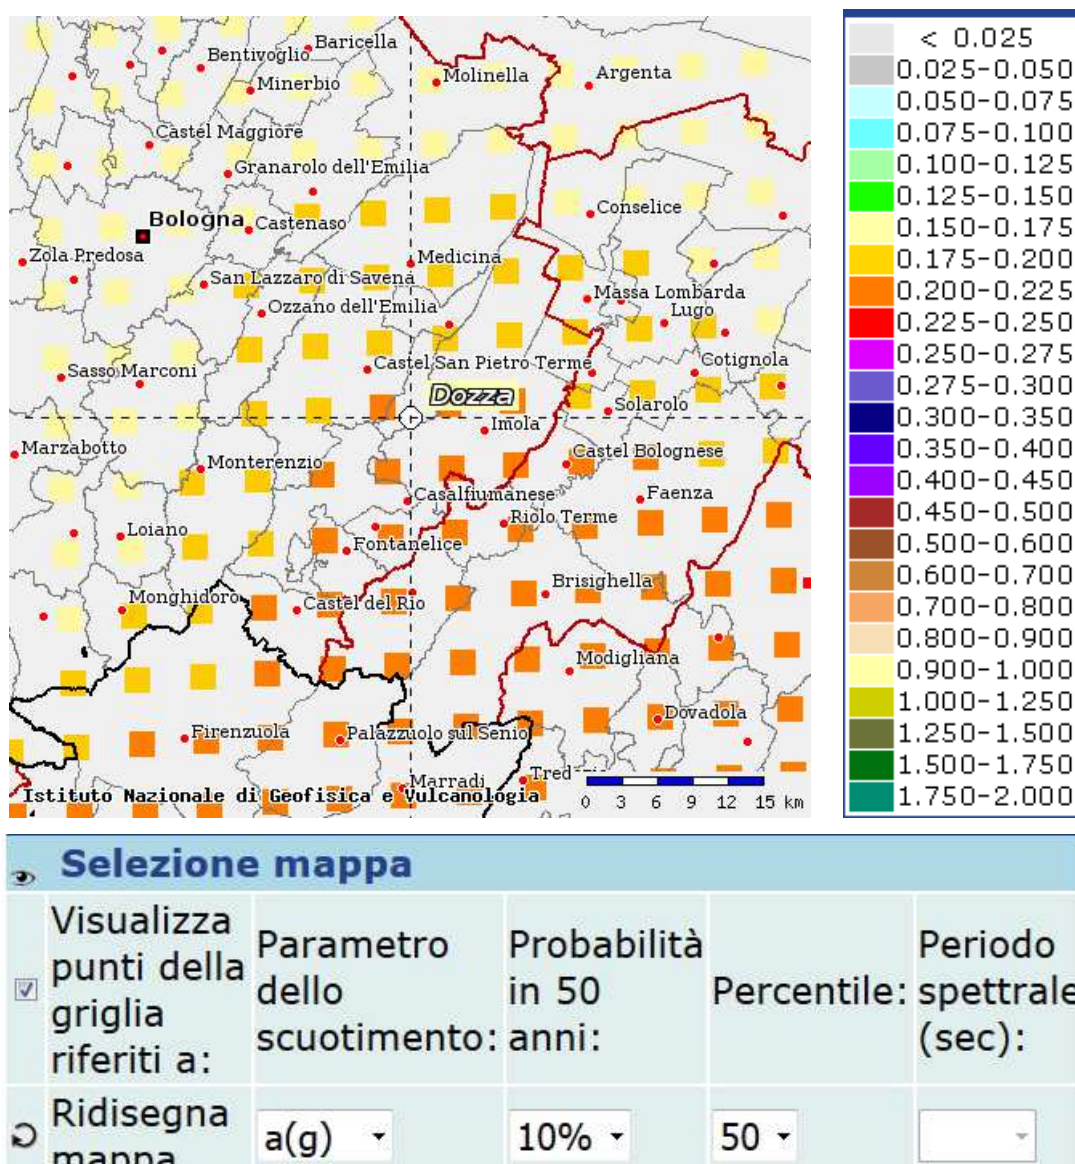 Baricella
Bentivoglio
Minerbio
Molinella
Argenta
Castel Maggiore
Granarolo dell'Emilia
Bologna
Castenaso
Conselice
Zola Predosa
Medicina
San Lazzaro di Savena
Ozzano dell'Emilia
Massa Lombarda
Lugo
Sasso Marconi
Castel San Pietro Terme
Cotignola
Dozza
Solarolo
Imola
Marzabotto
Monterenzio
Castel Bolognese
Casalfiumanese
Faenza
Loiano
Riolo Terme
Fontanelice
Brisighella
Monghidoro
Castel del Rio
Modigliana
Dovadola
Firenzuola
Palazzuolo sul Senio
Marradi
Istituto Nazionale di Geofisica e Vulcanologia
0 3 6 9 12 15 km
< 0.025
0.025-0.050
0.050-0.075
0.075-0.100
0.100-0.125
0.125-0.150
0.150-0.175
0.175-0.200
0.200-0.225
0.225-0.250
0.250-0.275
0.275-0.300
0.300-0.350
0.350-0.400
0.400-0.450
0.450-0.500
0.500-0.600
0.600-0.700
0.700-0.800
0.800-0.900
0.900-1.000
1.000-1.250
1.250-1.500
1.500-1.750
1.750-2.000
Selezione mappa
Visualizza
punti della
griglia
riferiti a:
Parametro
dello
scuotimento:
Probabilità
in 50
anni:
Percentile:
Periodo
spettrale
(sec):
Ridisegna
mappa
a(g)
10%
50